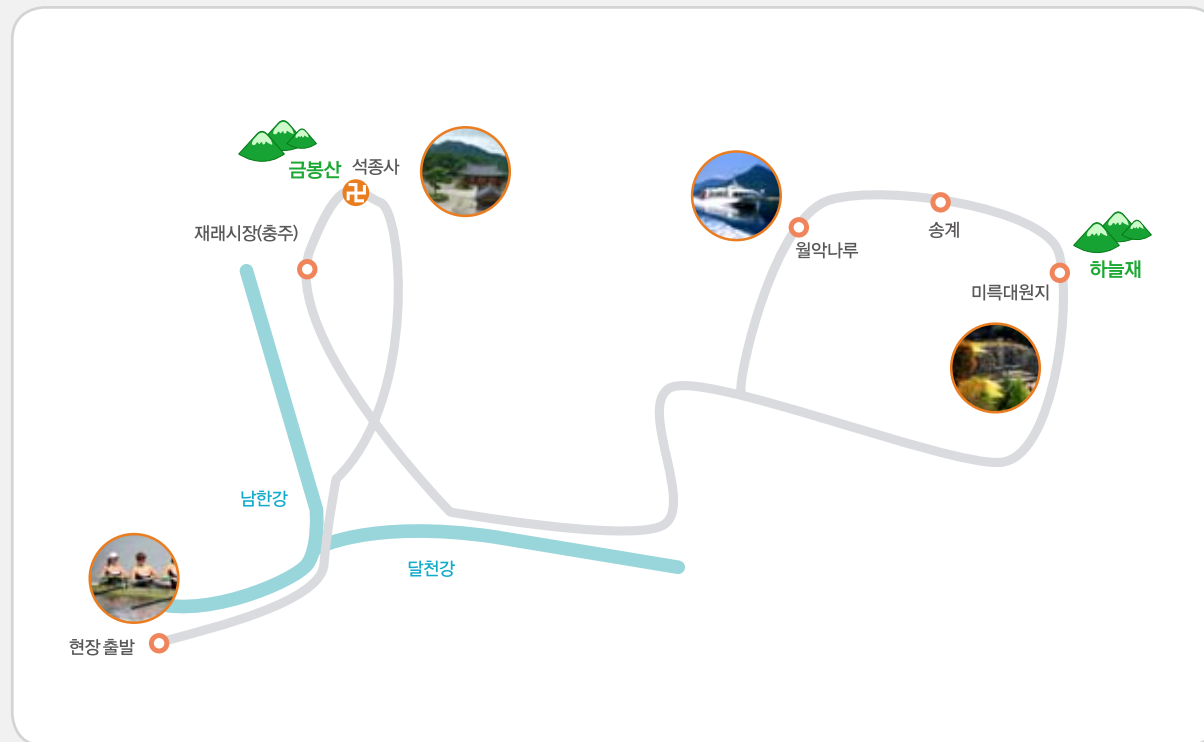 금봉산
석종사
재래시장(충주)
월악나루
송계
하늘재
미륵대원지
남한강
달천강
현장 출발